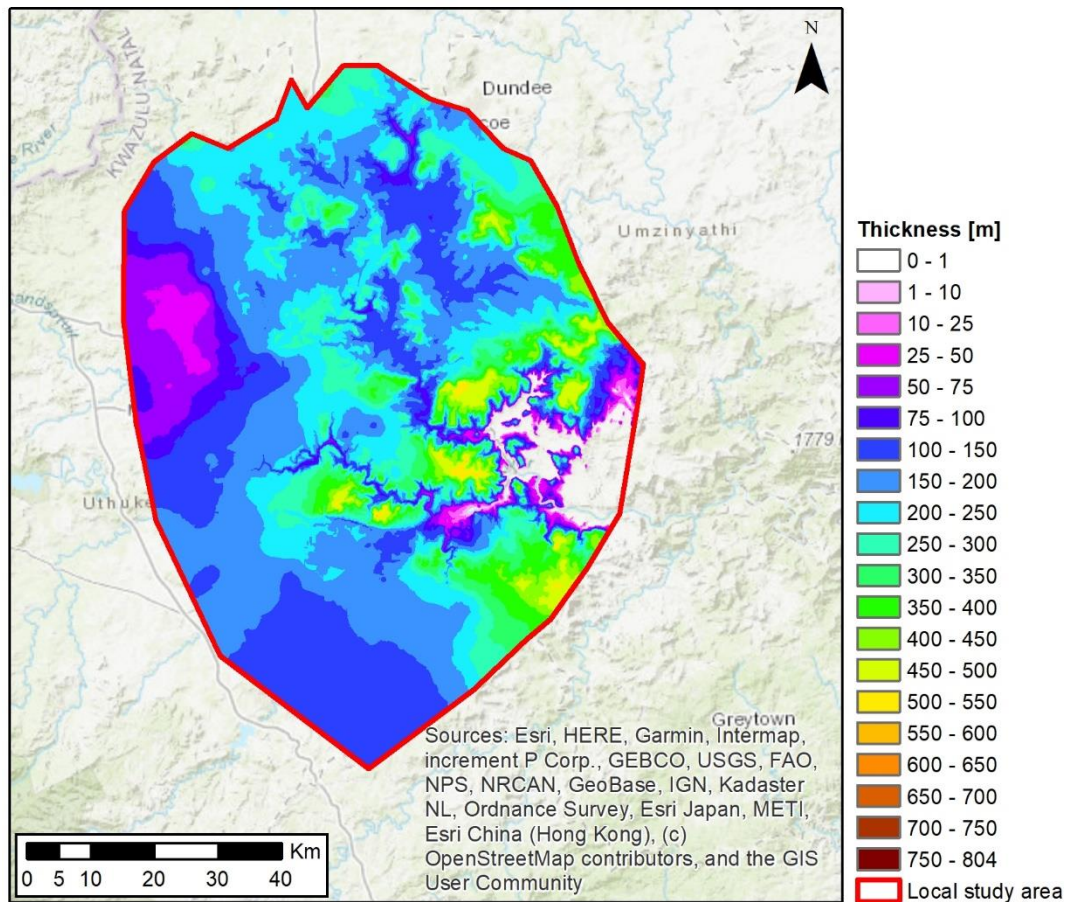 N
Dundee
coe
KWAZULU NATAL
e River
Umzinyathi
andspruit
1779
Uthuke
Greytown
Sources: Esri, HERE, Garmin, Intermap,
increment P Corp., GEBCO, USGS, FAO,
NPS, NRCAN, GeoBase, IGN, Kadaster
NL, Ordnance Survey, Esri Japan, METI,
Esri China (Hong Kong), (c)
OpenStreetMap contributors, and the GIS
User Community
Km
0 5 10 20 30 40
Thickness [m]
0 - 1
1 - 10
10 - 25
25 - 50
50 - 75
75 - 100
100 - 150
150 - 200
200 - 250
250 - 300
300 - 350
350 - 400
400 - 450
450 - 500
500 - 550
550 - 600
600 - 650
650 - 700
700 - 750
750 - 804
Local study area